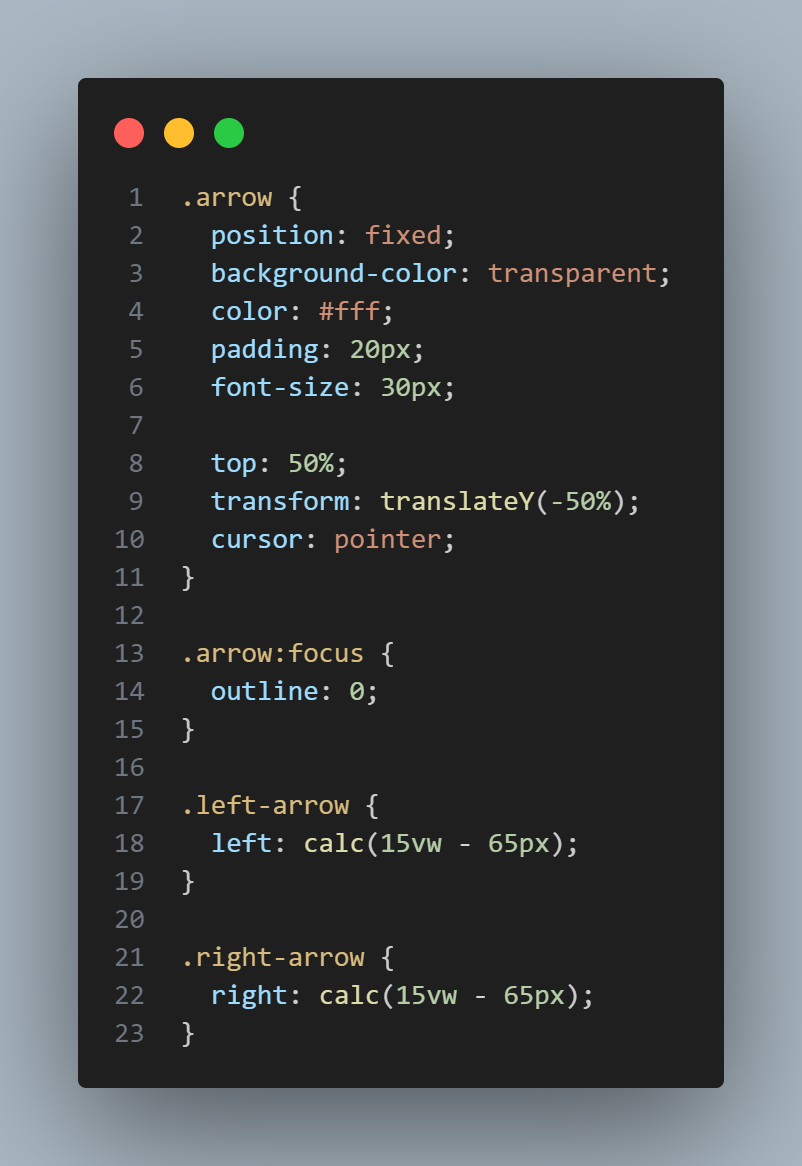 1 .arrow {
2   position: fixed;
3   background-color: transparent;
4   color: #fff;
5   padding: 20px;
6   font-size: 30px;
7
8   top: 50%;
9   transform: translateY(-50%);
10   cursor: pointer;
11 }
12
13 .arrow:focus {
14   outline: 0;
15 }
16
17 .left-arrow {
18   left: calc(15vw - 65px);
19 }
20
21 .right-arrow {
22   right: calc(15vw - 65px);
23 }